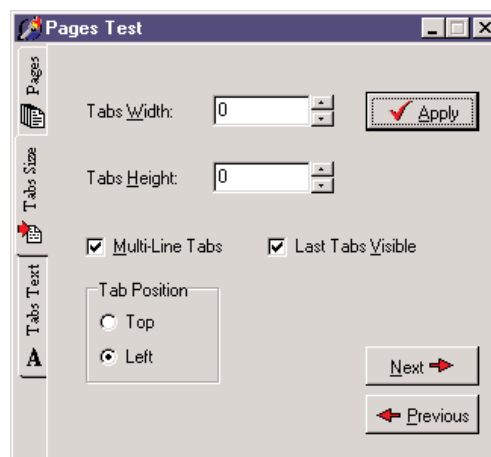 Pages Test
Pages
Tabs Width: 0
Apply
Tabs Size
Tabs Height: 0
Multi-Line Tabs
Last Tabs Visible
Tabs Text
Tab Position
Top
Left
Next
Previous